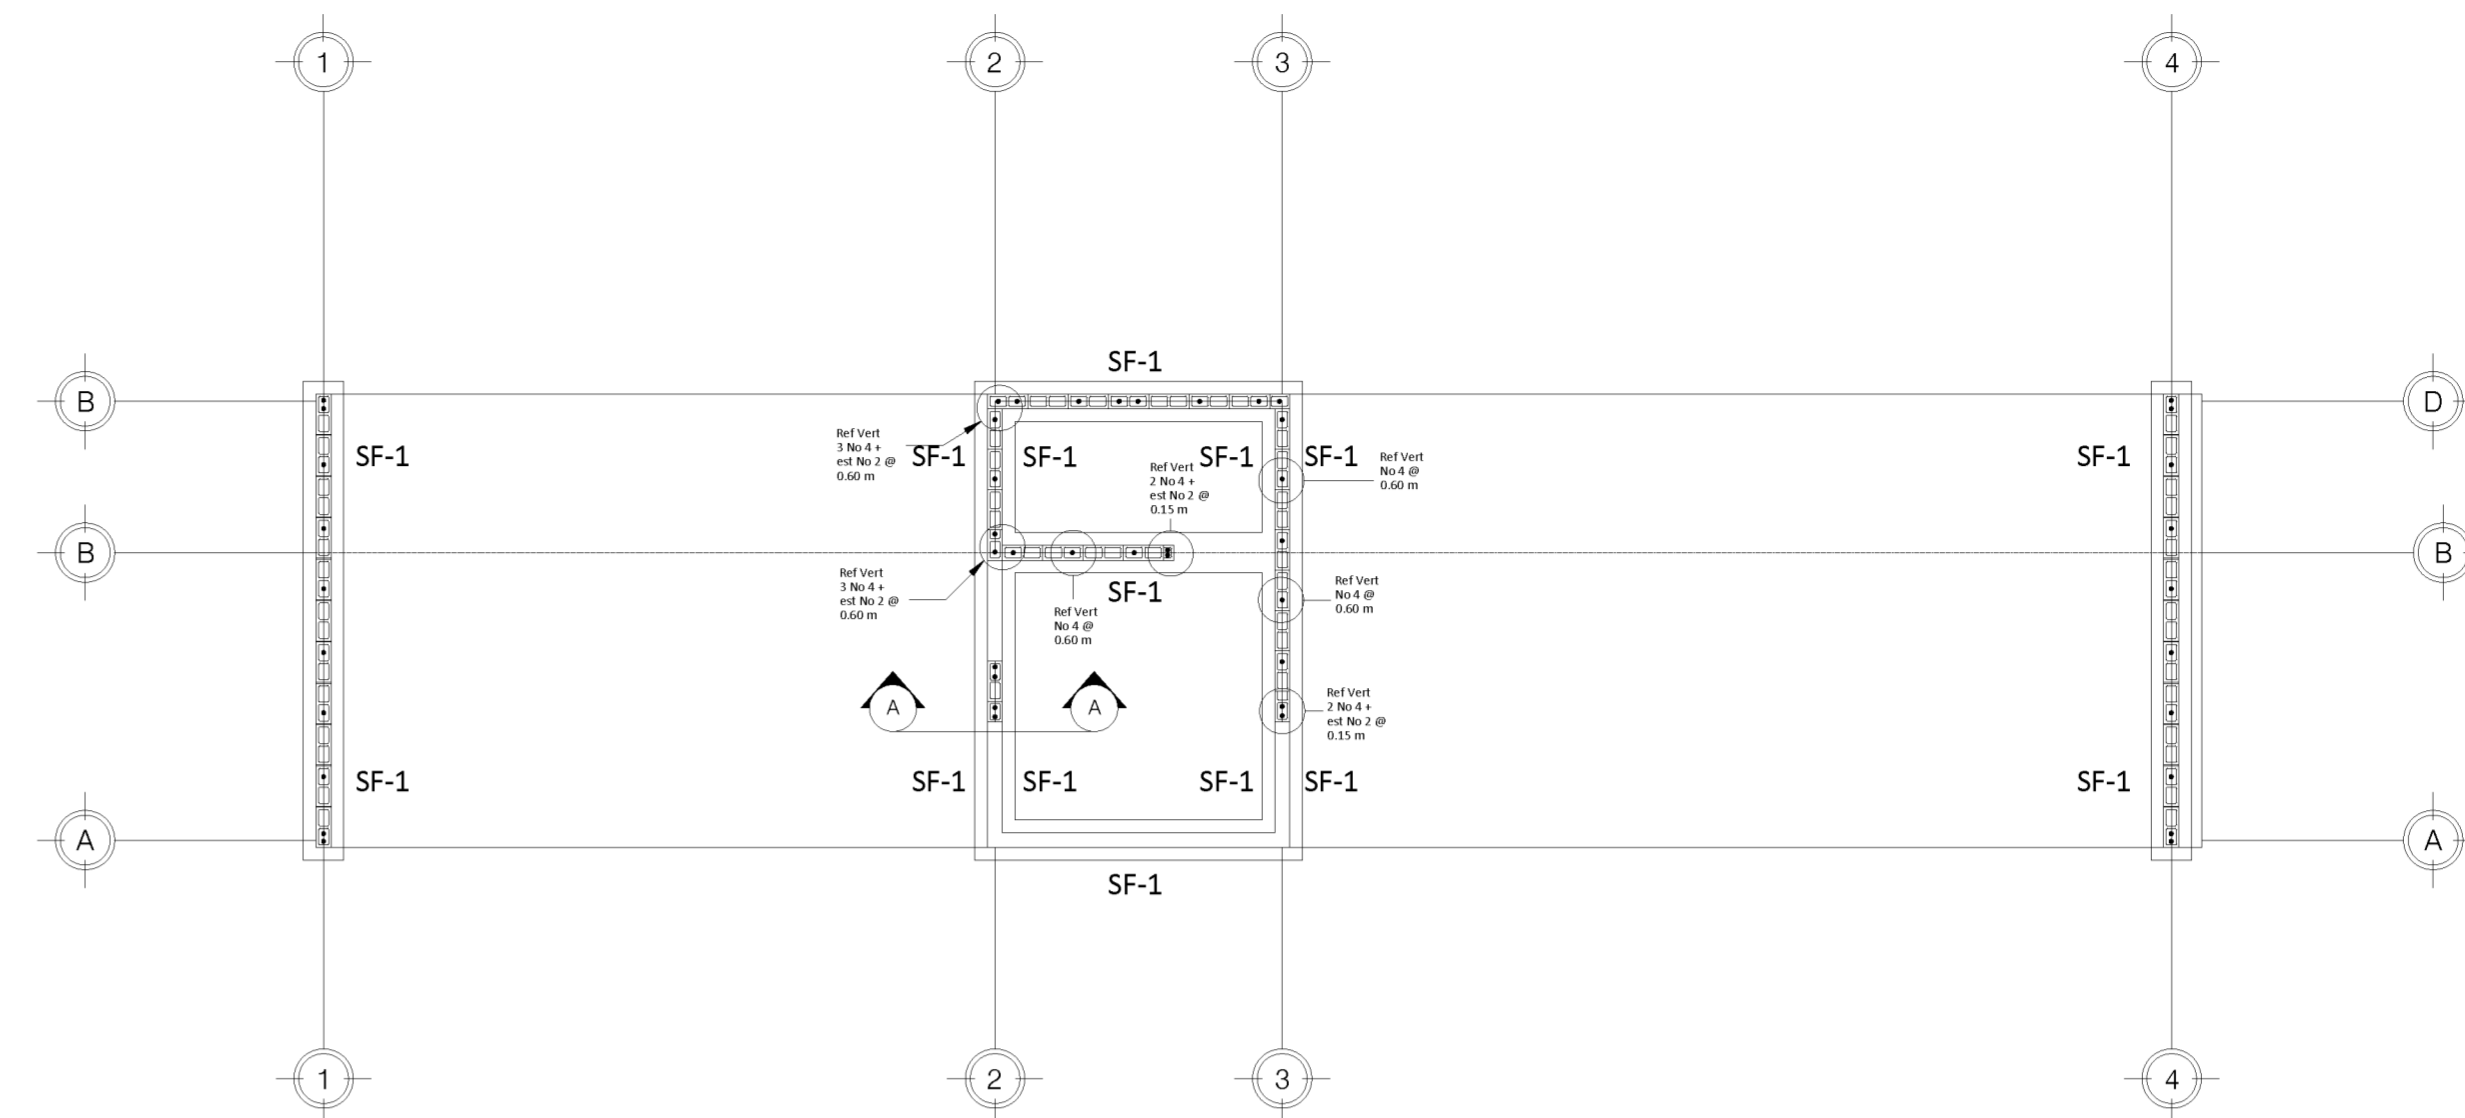 1
2
3
4
SF-1
B
D
Ref Vert
3 No 4 +
est No 2 @
0.60 m
SF-1
SF-1
SF-1
SF-1
SF-1
SF-1
Ref Vert
No 4 @
0.60 m
Ref Vert
2 No 4 +
est No 2 @
0.15 m
B
B
Ref Vert
3 No 4 +
est No 2 @
0.60 m
Ref Vert
No 4 @
0.60 m
SF-1
Ref Vert
No 4 @
0.60 m
A
A
Ref Vert
2 No 4 +
est No 2 @
0.15 m
SF-1
SF-1
SF-1
SF-1
SF-1
SF-1
A
A
SF-1
1
2
3
4